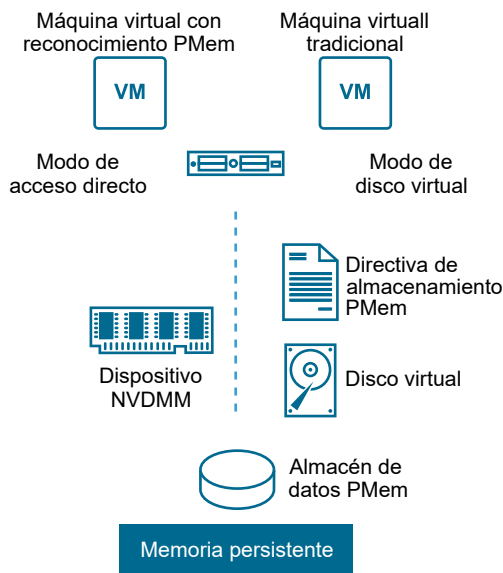 Máquina virtual con
reconocimiento PMem
Máquina virtuall
tradicional
VM
VM
Modo de
acceso directo
Modo de
disco virtual
Directiva de
almacenamiento
PMem
Dispositivo
NVDMM
Disco virtual
Almacén de
datos PMem
Memoria persistente